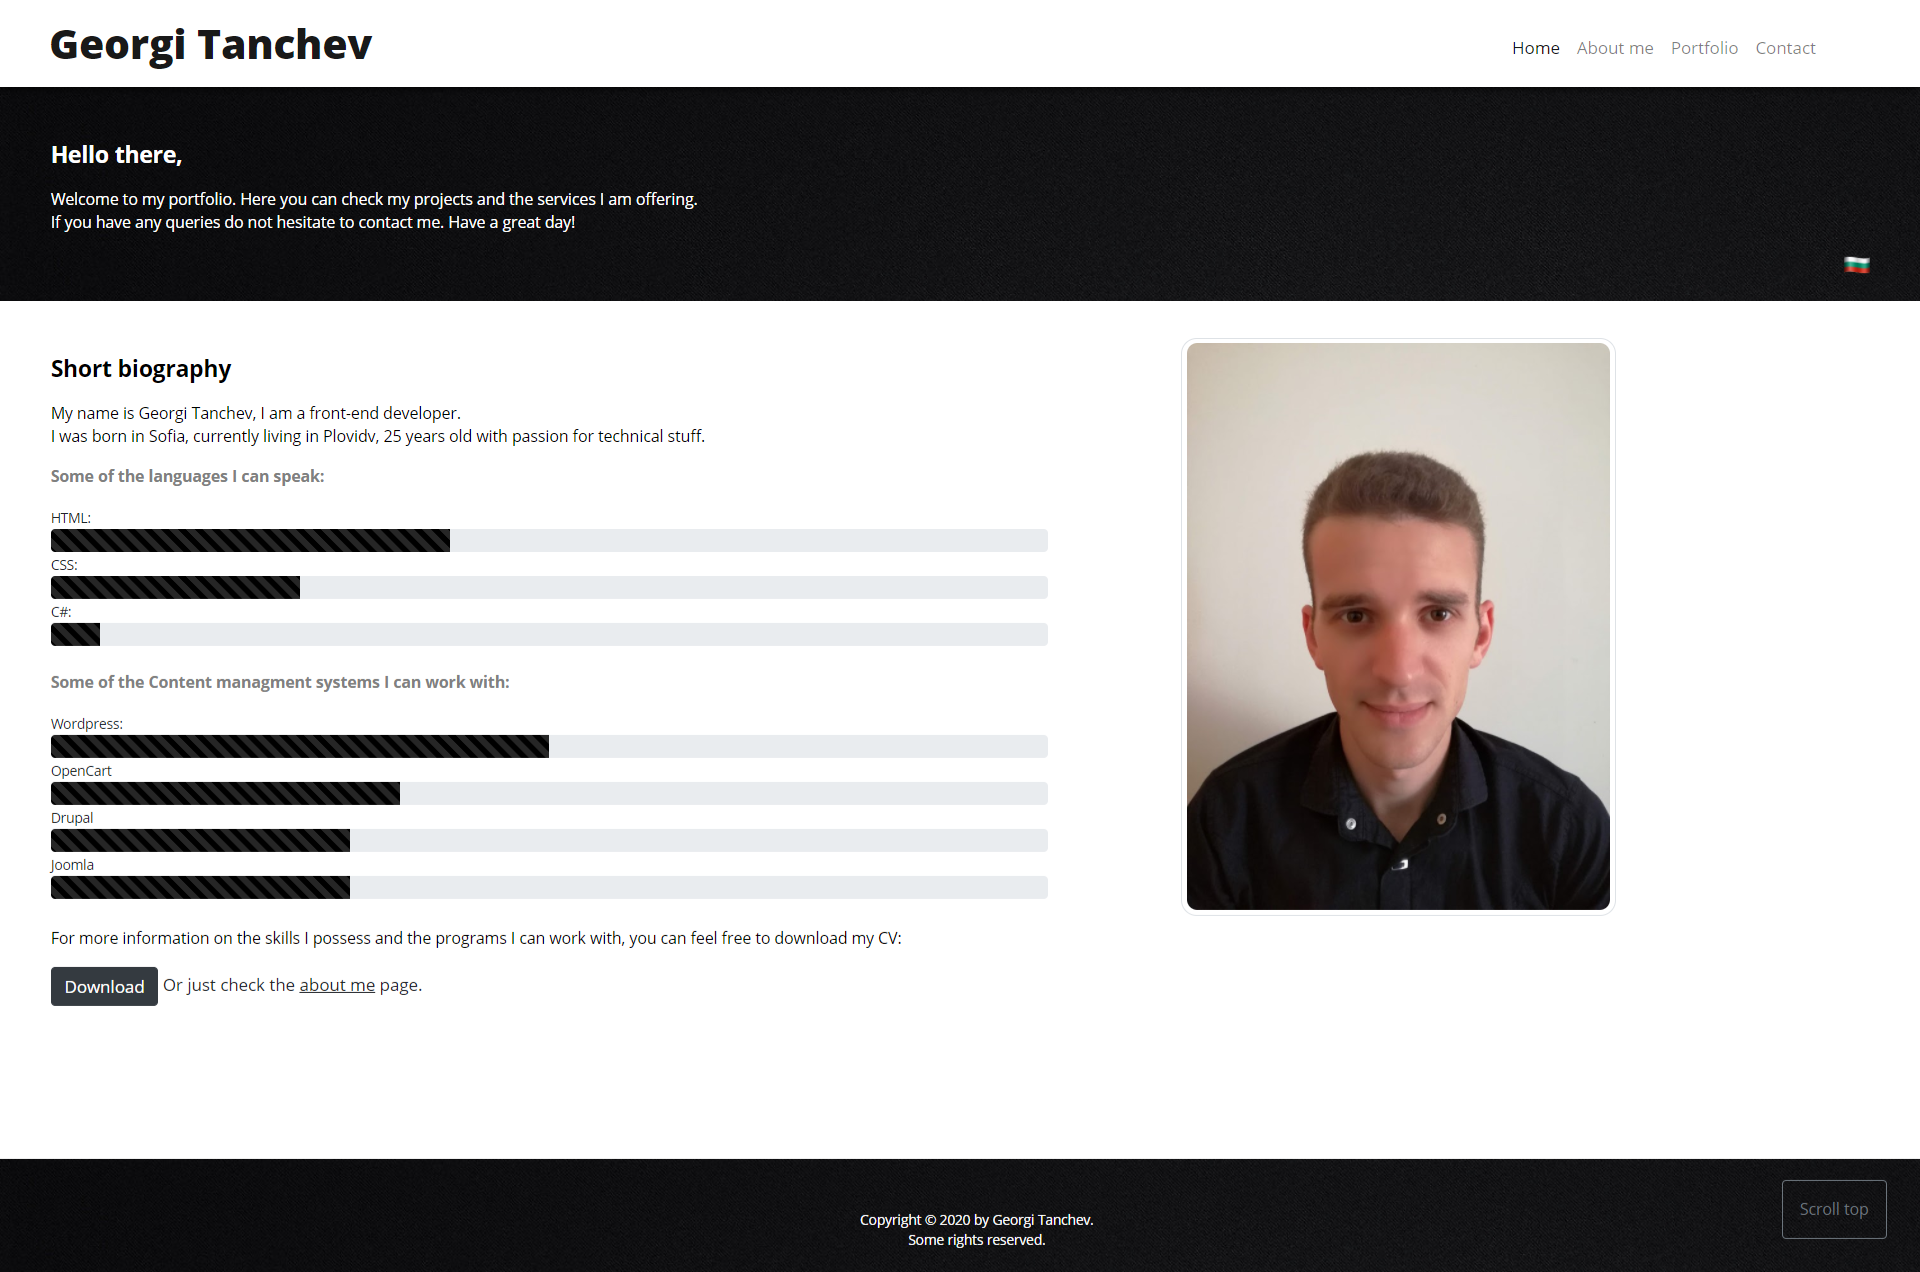 Georgi Tanchev
Home About me Portfolio Contact
Hello there,
Welcome to my portfolio. Here you can check my projects and the services I am offering.
If you have any queries do not hesitate to contact me. Have a great day!
Short biography
My name is Georgi Tanchev, I am a front-end developer.
I was born in Sofia, currently living in Plovidv, 25 years old with passion for technical stuff.
Some of the languages I can speak:
HTML:
CSS:
C#:
Some of the Content managment systems I can work with:
Wordpress:
OpenCart
Drupal
Joomla
For more information on the skills I possess and the programs I can work with, you can feel free to download my CV:
Download Or just check the about me page.
Scroll top
Copyright © 2020 by Georgi Tanchev.
Some rights reserved.